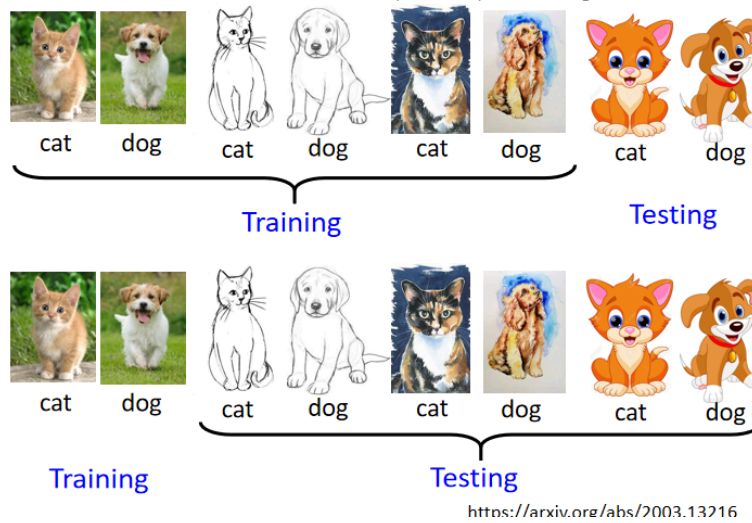 cat dog cat dog cat dog cat dog
Training Testing
cat dog cat dog cat dog cat dog
Training Testing
https://arxiv.org/abs/2003.13216